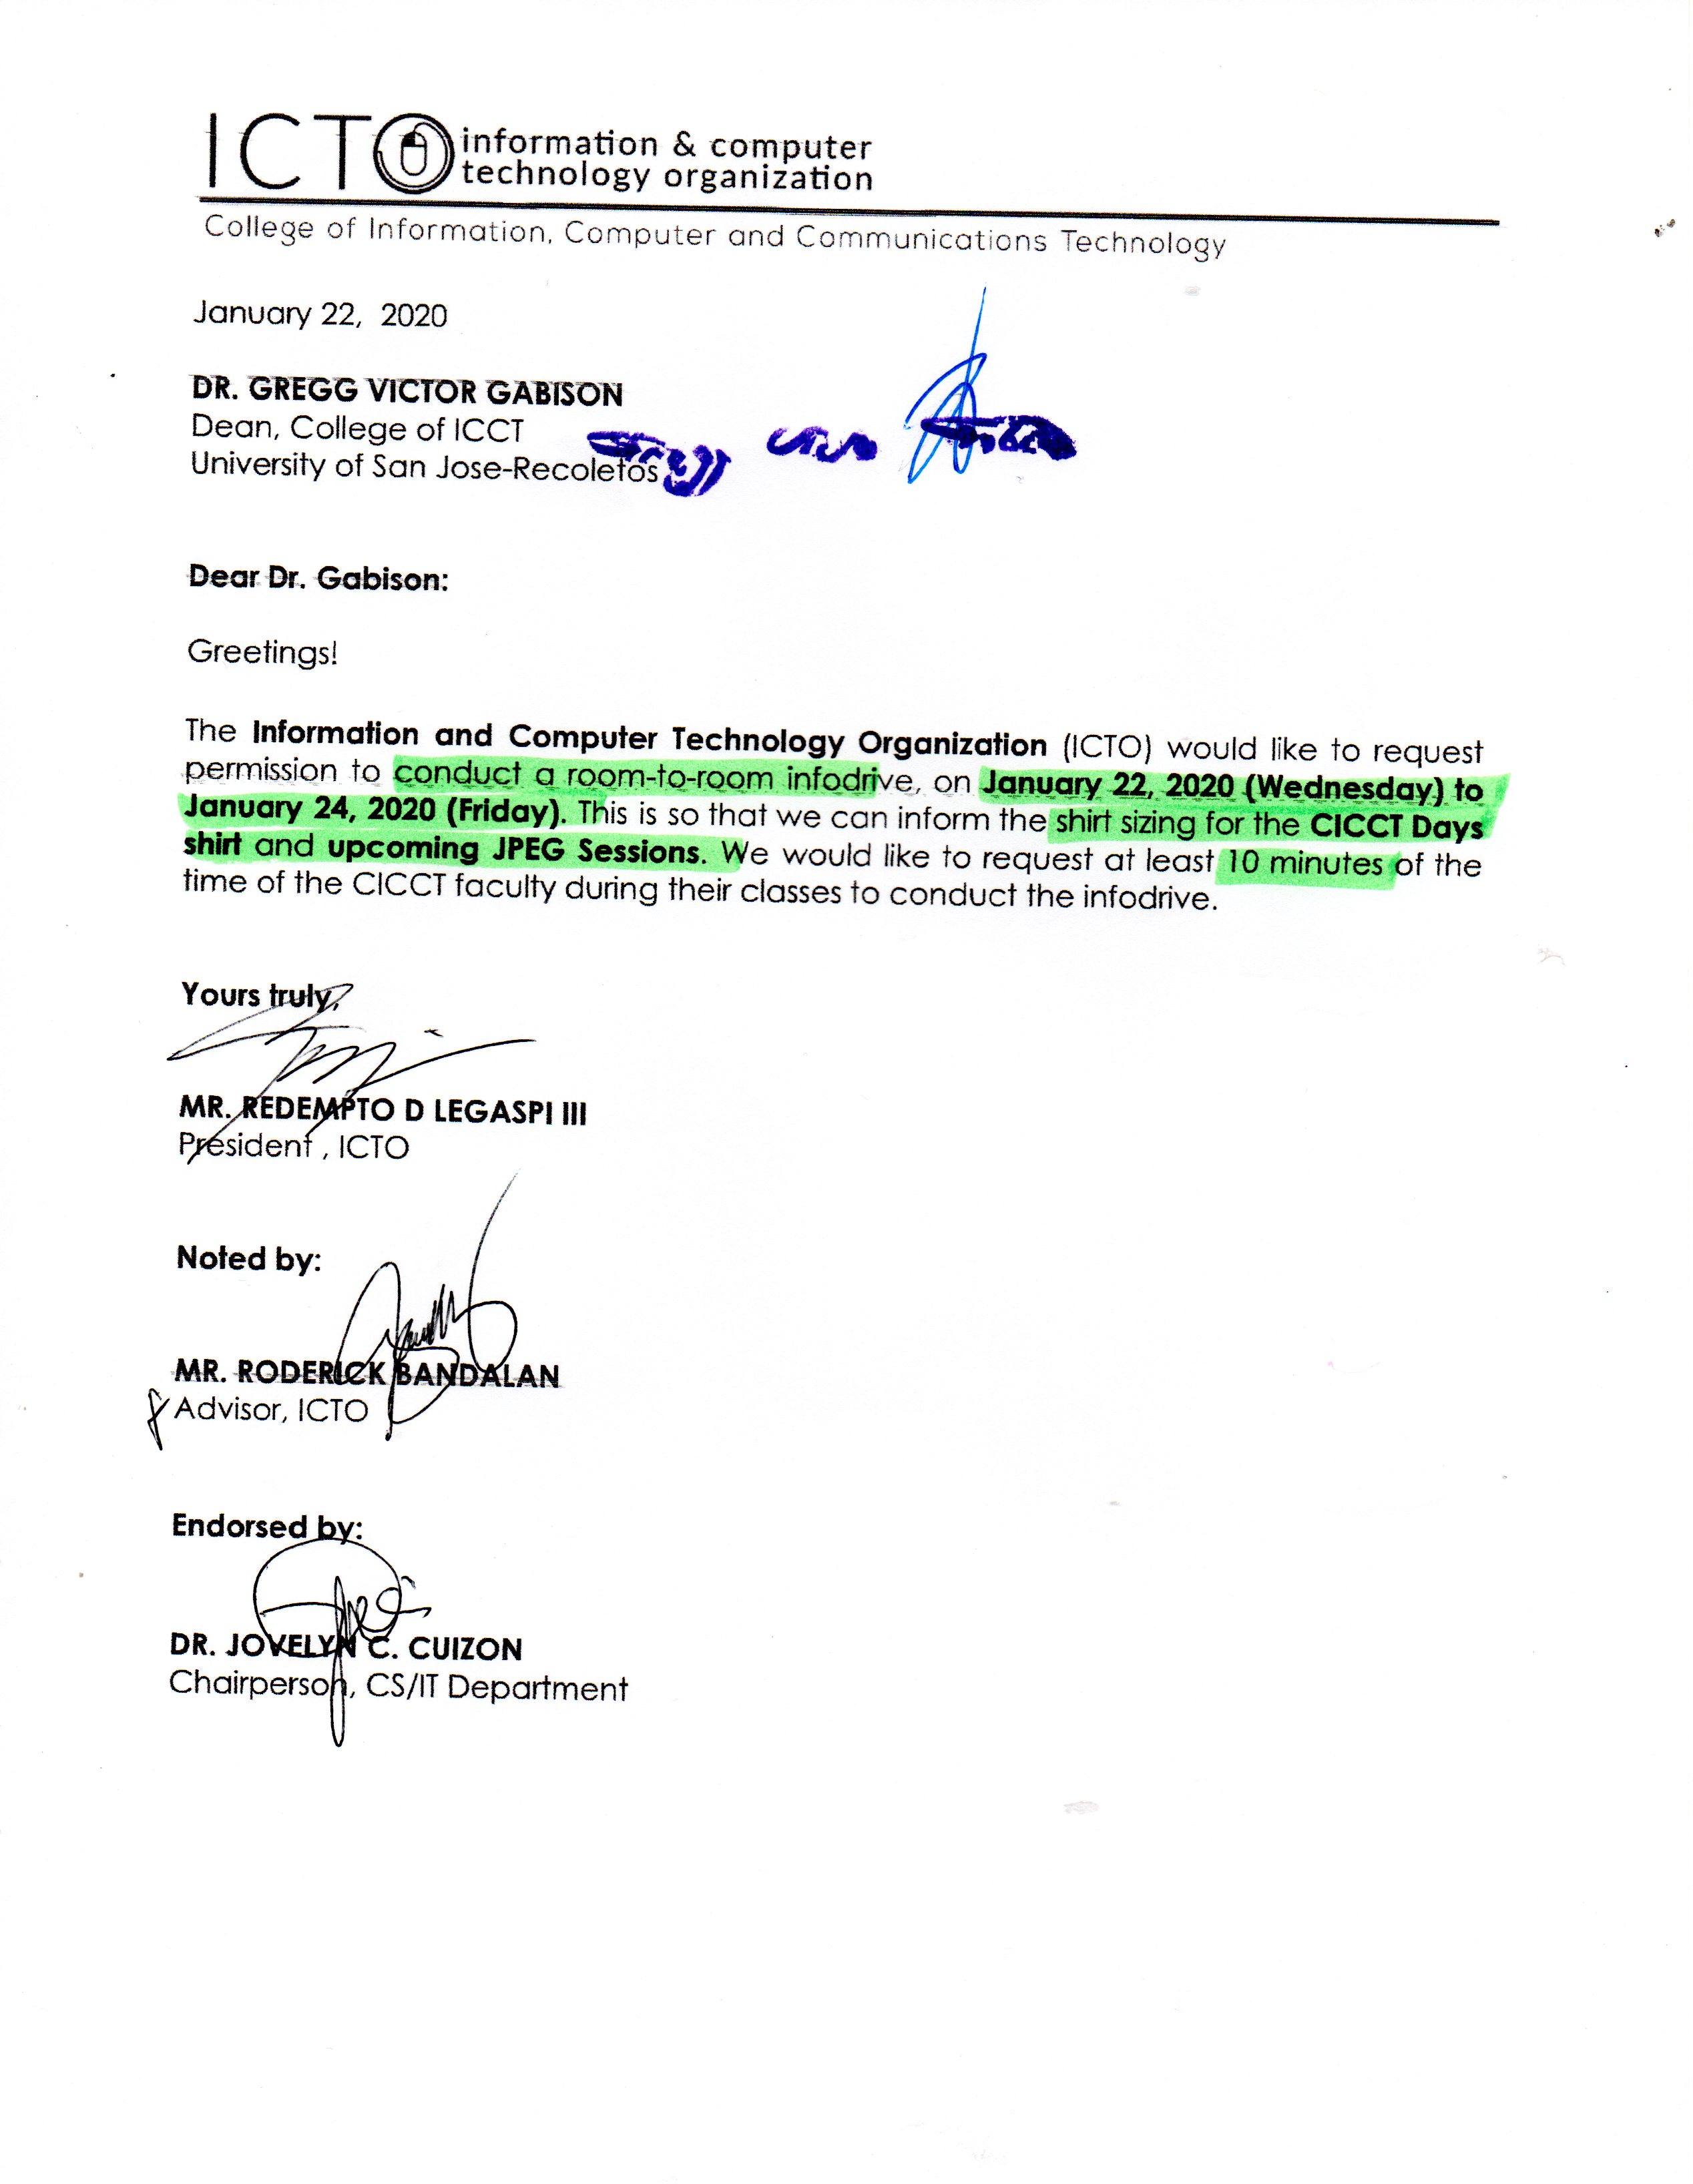 ICTO information & computer
technology organization
College of Information, Computer and Communications Technology
January 22, 2020
DR. GREGG VICTOR GABISON
Dean, College of ICCT
University of San Jose-Recoletos
Dear Dr. Gabison:
Greetings!
The Information and Computer Technology Organization (ICTO) would like to request
permission to conduct a room-to-room infodrive, on January 22, 2020 (Wednesday) to
January 24, 2020 (Friday). This is so that we can inform the shirt sizing for the CICCT Days
shirt and upcoming JPEG Sessions. We would like to request at least 10 minutes of the
time of the CICCT faculty during their classes to conduct the infodrive.
Yours truly,
MR. REDEMPTO D LEGASPI III
President , ICTO
Noted by:
MR. RODERICK BANDALAN
Advisor, ICTO
Endorsed by:
DR. JOVELYN C. CUIZON
Chairperson, CS/IT Department